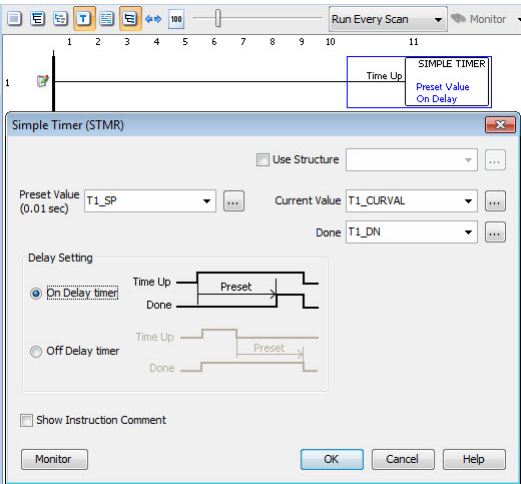 T
100
Run Every Scan
Monitor
1 2 3 4 5 6 7 8 9 10 11
SIMPLE TIMER
Time Up
Preset Value
On Delay
1
Simple Timer (STMR)
Use Structure
...
Preset Value
(0.01 sec)
T1_SP
...
Current Value
T1_CURVAL
...
Done
T1_DN
...
Delay Setting
On Delay timer
Time Up
Preset
Done
Off Delay timer
Time Up
Preset
Done
Show Instruction Comment
Monitor
OK
Cancel
Help